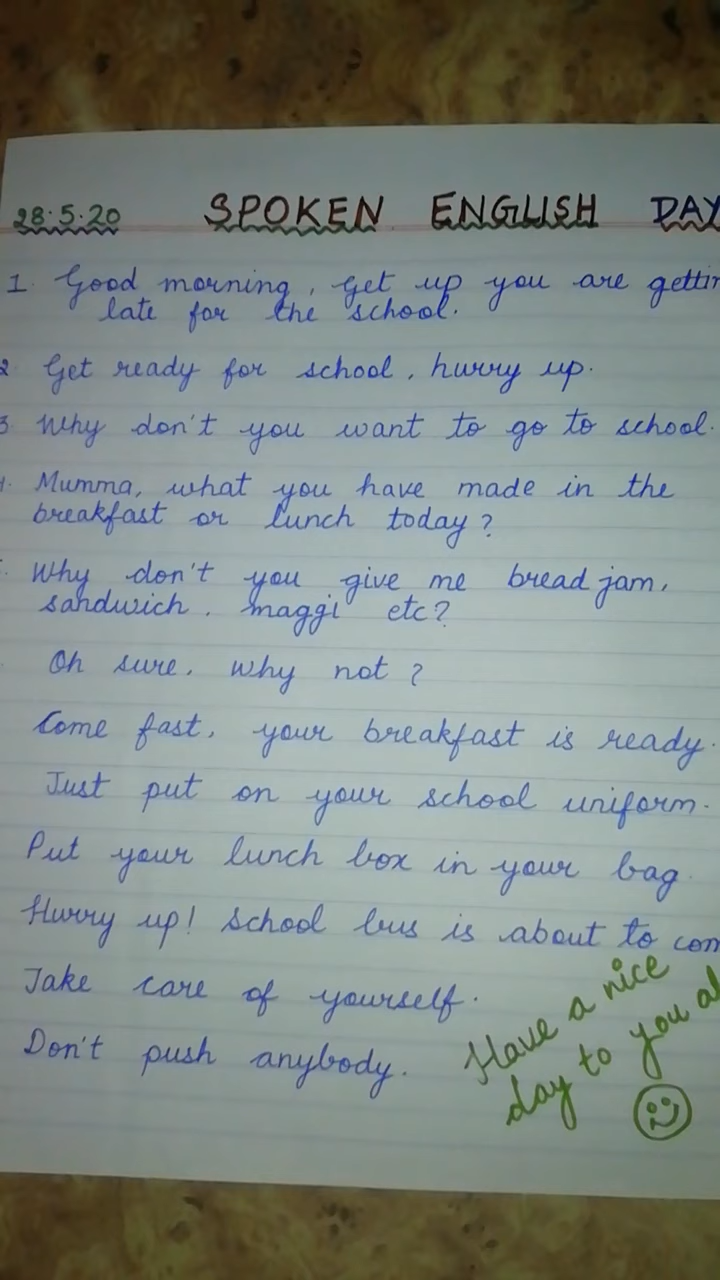 28.5.20 SPOKEN ENGLISH DAY
1. Good morning, get up you are gettin
late for the school.
2 Get ready for school, hurry up.
3. Why don't you want to go to school.
Mumma, what you have made in the
breakfast or lunch today?
Why don't you give me bread jam,
sandwich, maggi etc?
Oh sure, why not?
Come fast, your breakfast is ready.
Just put on your school uniform.
Put your lunch box in your bag.
Hurry up! School bus is about to com
Take care of yourself.
Don't push anybody.
Have a nice
day to you al